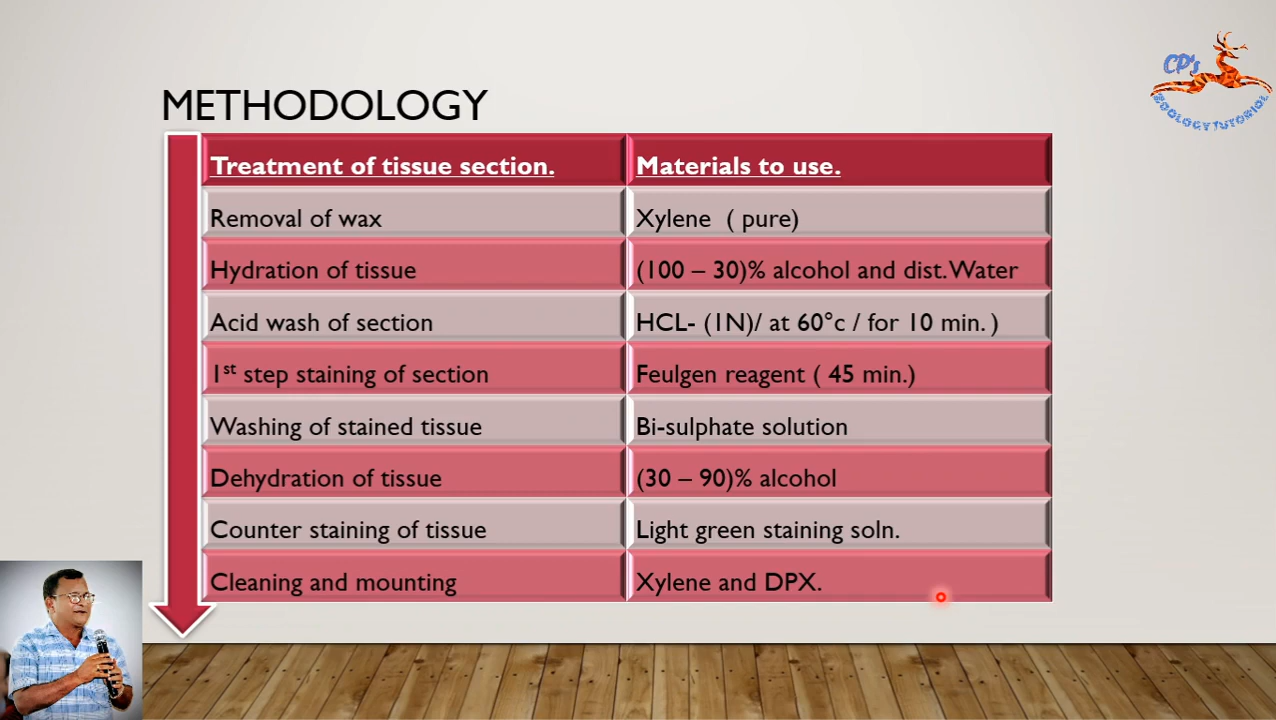 CP's
ZOOLOGY TUTORIAL
METHODOLOGY
Treatment of tissue section. Materials to use.
Removal of wax Xylene ( pure)
Hydration of tissue (100 – 30)% alcohol and dist. Water
Acid wash of section HCL- (1N)/ at 60°c / for 10 min. )
1st step staining of section Feulgen reagent ( 45 min.)
Washing of stained tissue Bi-sulphate solution
Dehydration of tissue (30 – 90)% alcohol
Counter staining of tissue Light green staining soln.
Cleaning and mounting Xylene and DPX.